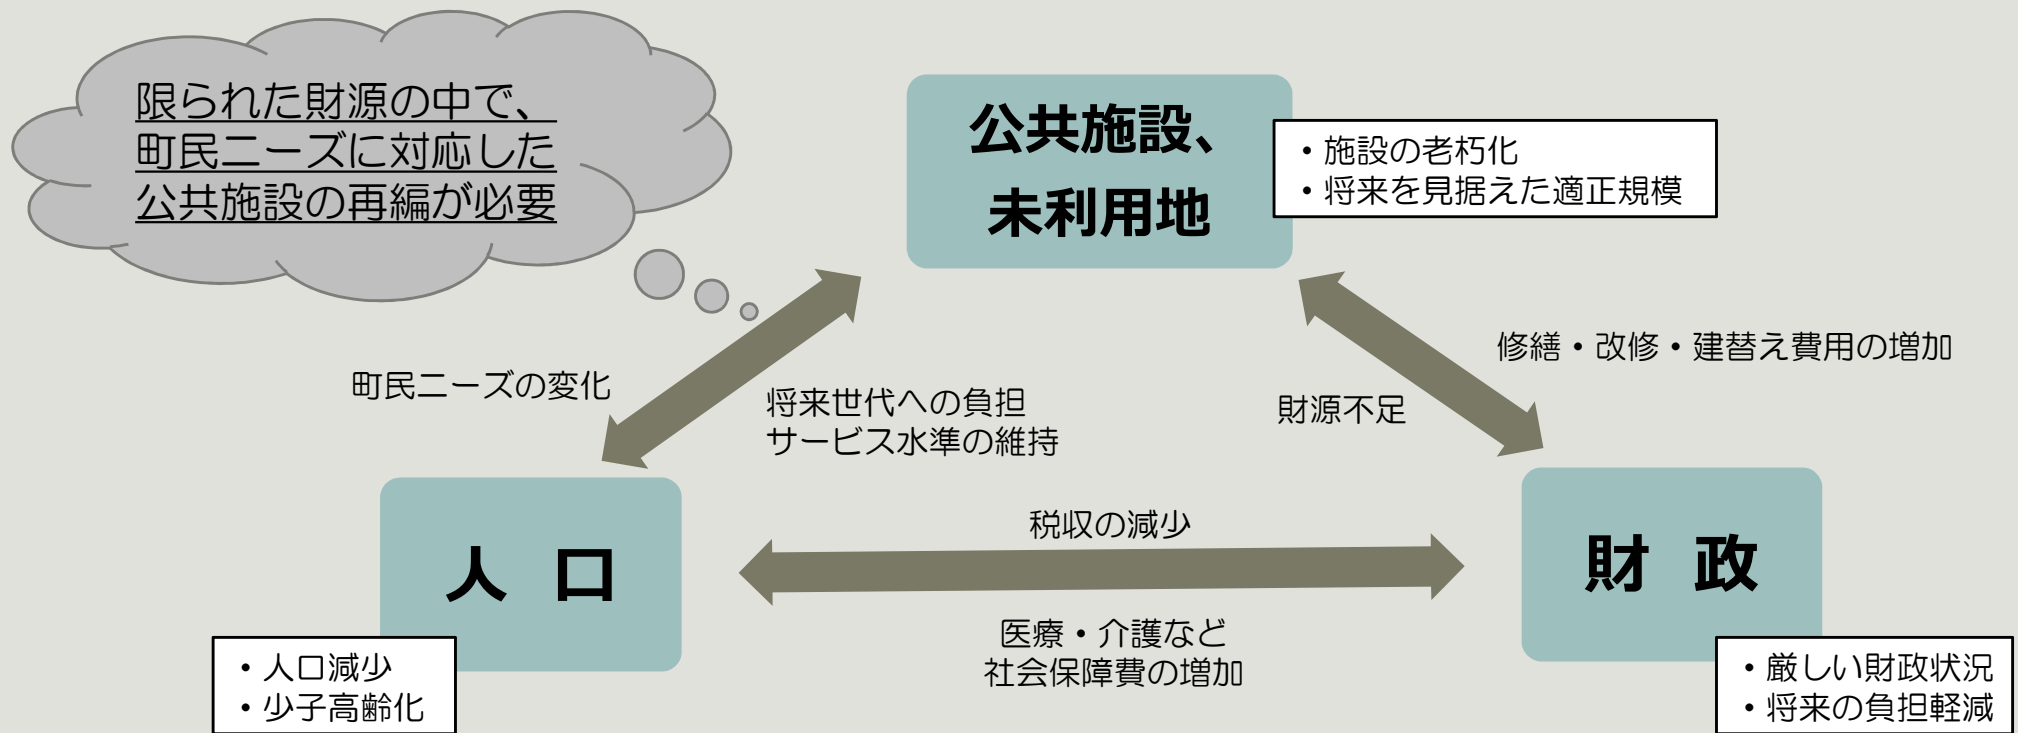 限られた財源の中で、
町民ニーズに対応した
公共施設の再編が必要
公共施設、
未利用地
・施設の老朽化
・将来を見据えた適正規模
町民ニーズの変化
将来世代への負担
サービス水準の維持
修繕・改修・建替え費用の増加
財源不足
人 口
・人口減少
・少子高齢化
税収の減少
医療・介護など
社会保障費の増加
財 政
・厳しい財政状況
・将来の負担軽減